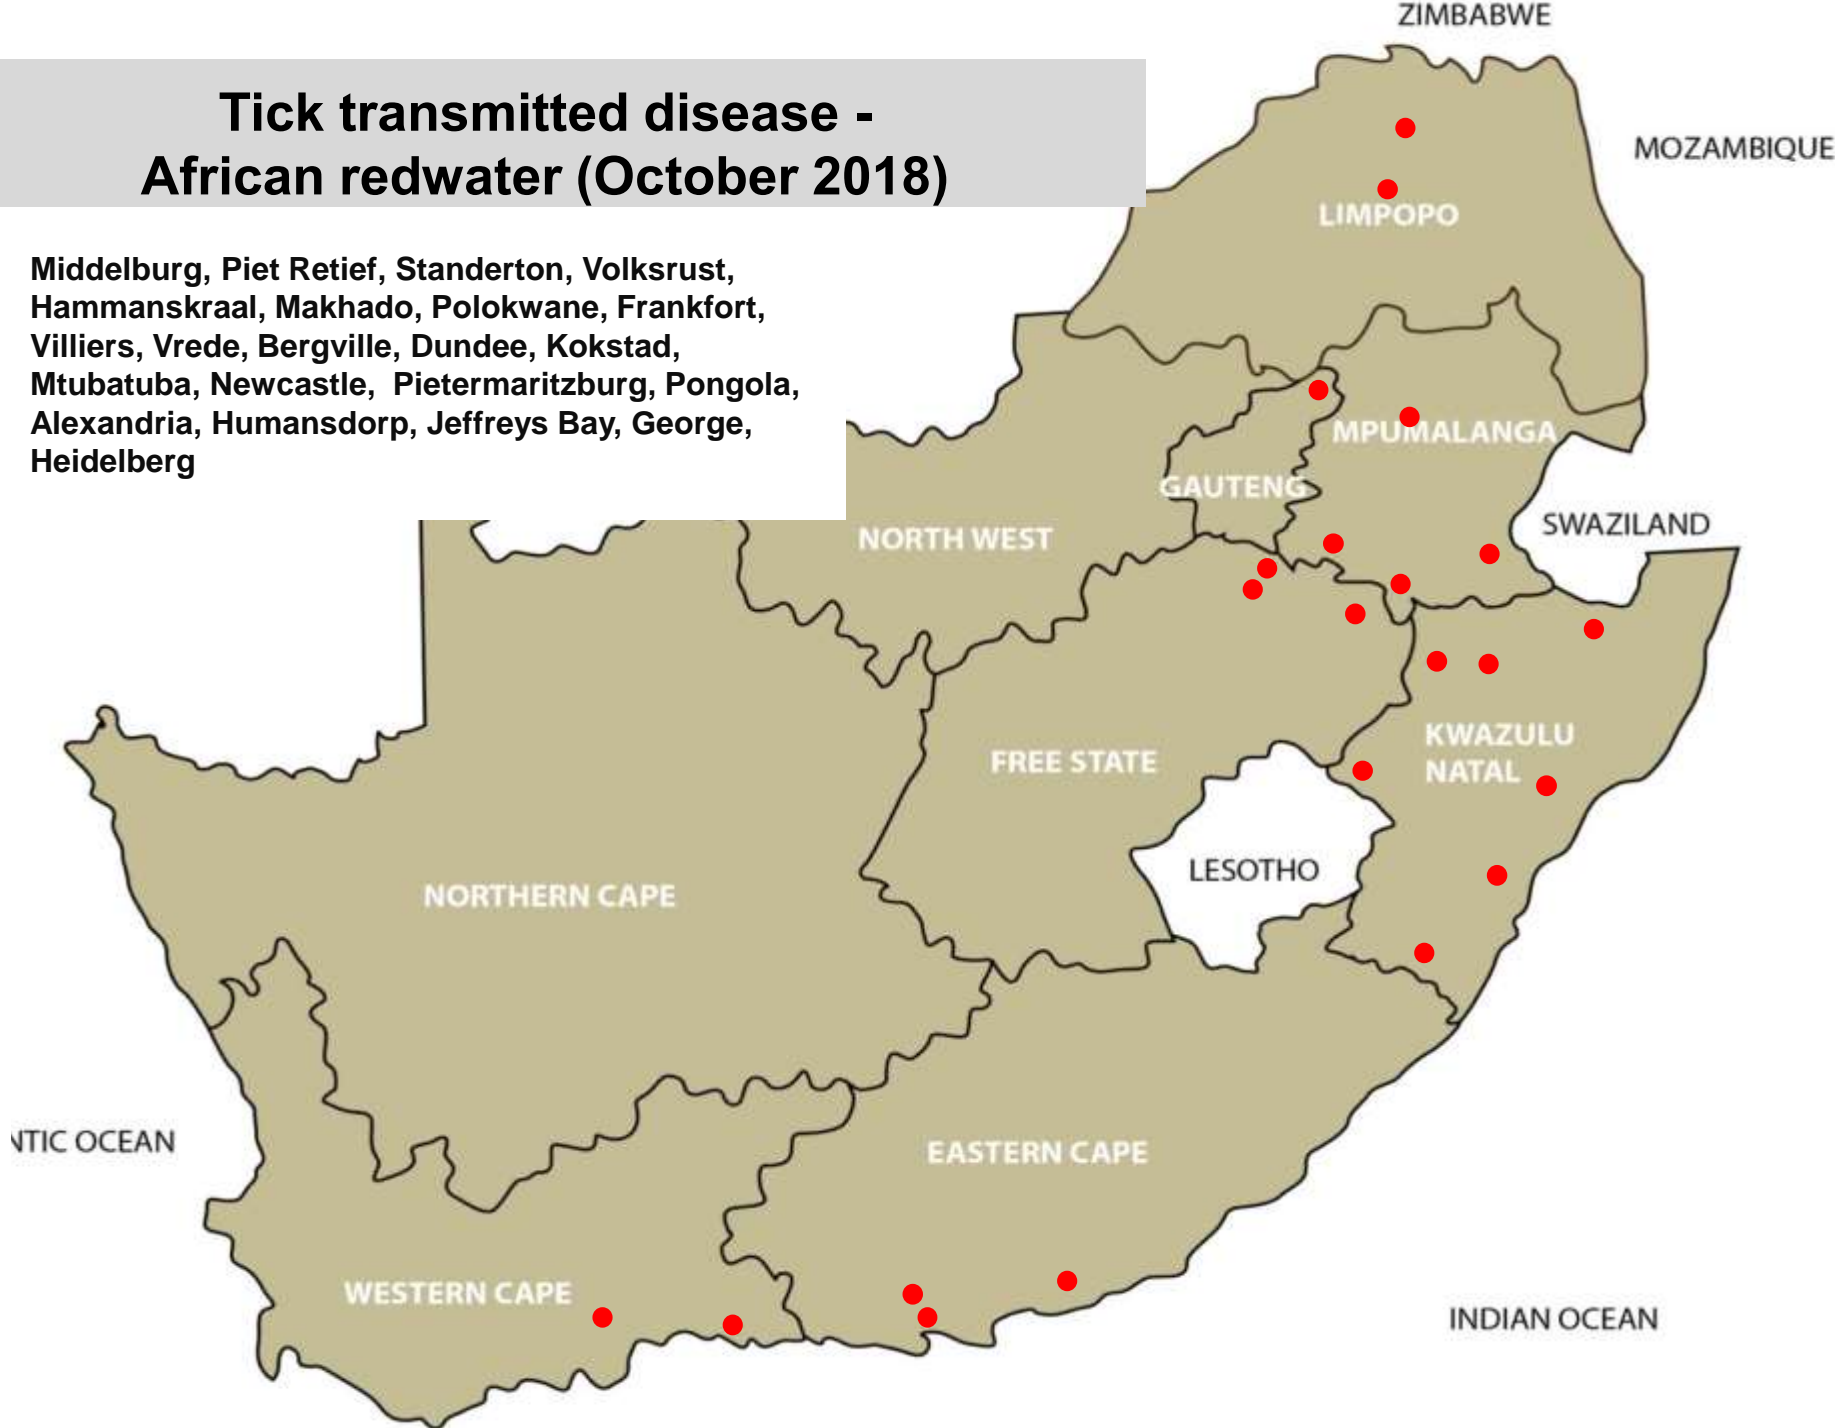 ZIMBABWE
Tick transmitted disease -
African redwater (October 2018)
MOZAMBIQUE
LIMPOPO
Middelburg, Piet Retief, Standerton, Volksrust,
Hammanskraal, Makhado, Polokwane, Frankfort,
Villiers, Vrede, Bergville, Dundee, Kokstad,
Mtubatuba, Newcastle,  Pietermaritzburg, Pongola,
Alexandria, Humansdorp, Jeffreys Bay, George,
Heidelberg
MPUMALANGA
GAUTENG
SWAZILAND
NORTH WEST
KWAZULU
NATAL
FREE STATE
LESOTHO
NORTHERN CAPE
NTIC OCEAN
EASTERN CAPE
WESTERN CAPE
INDIAN OCEAN